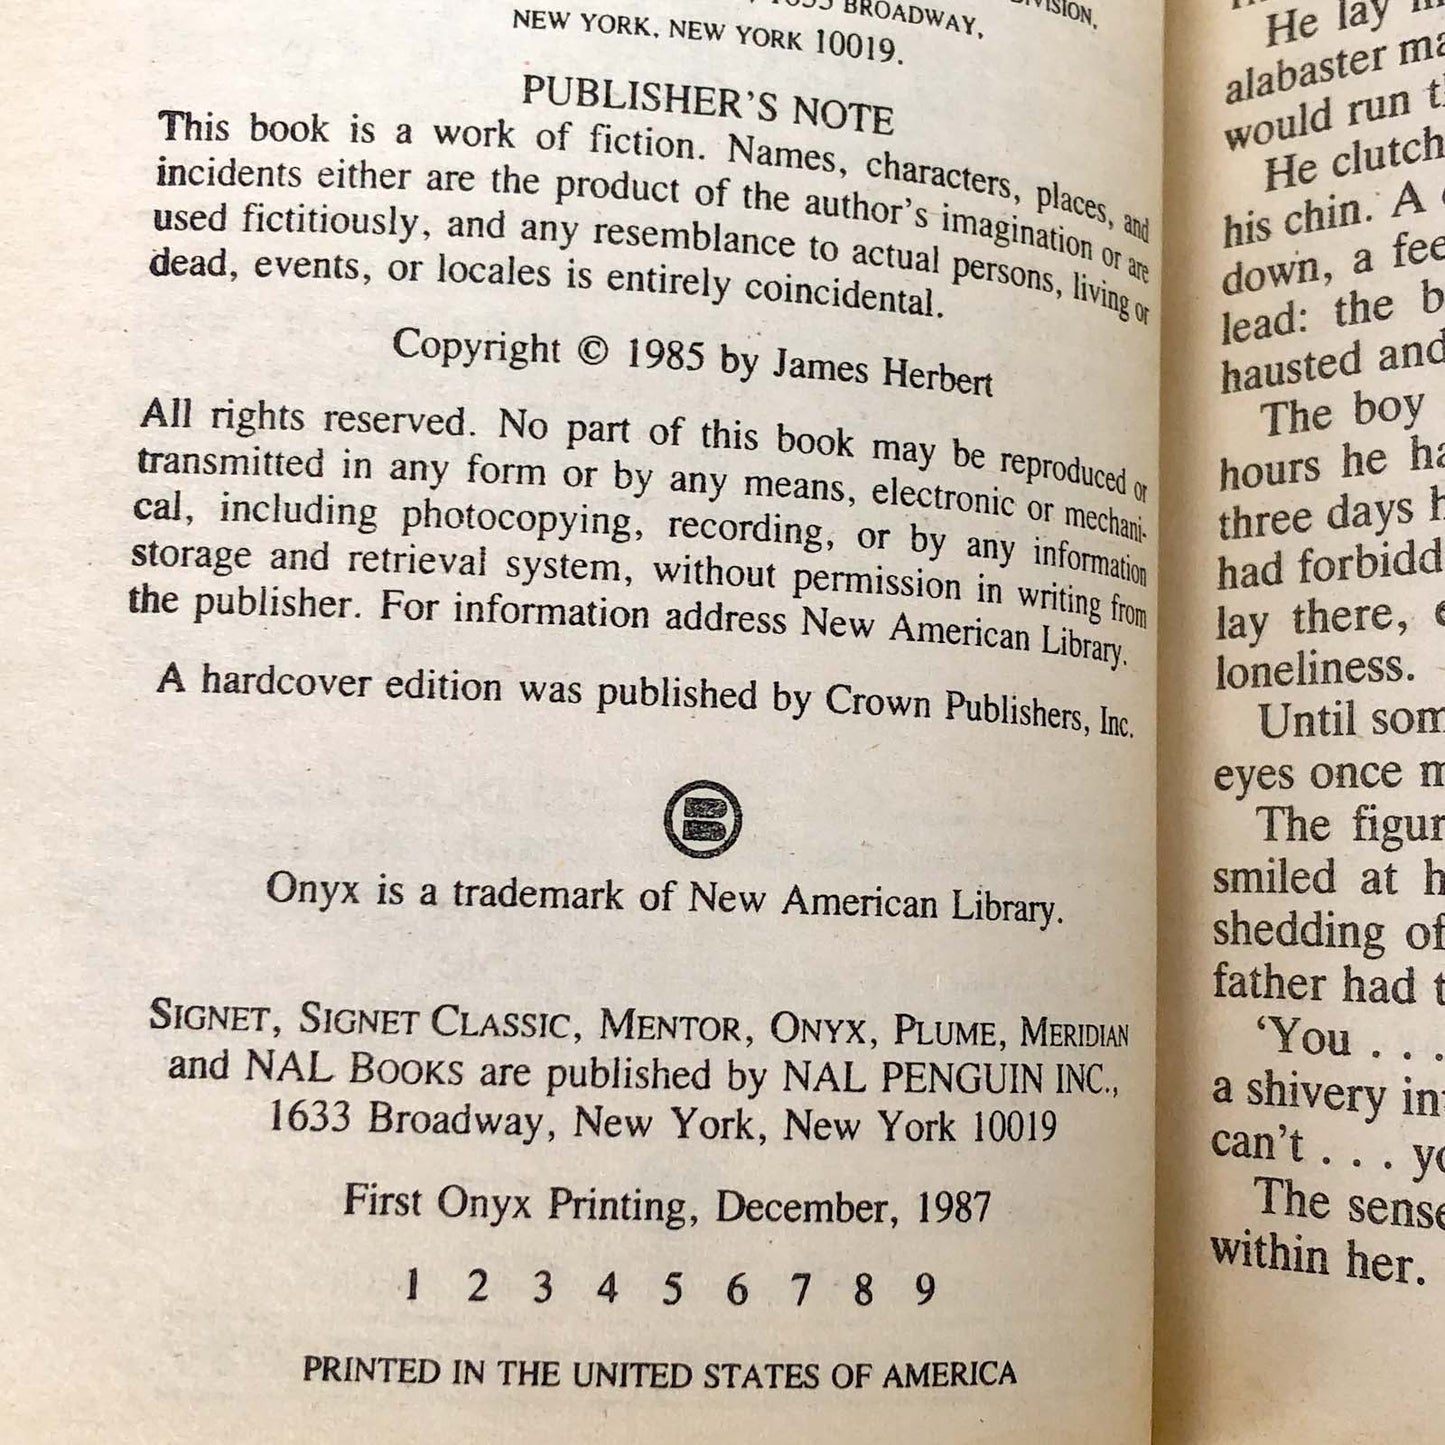 BROADWAY,
NEW YORK, NEW YORK 10019.
PUBLISHER'S NOTE
This book is a work of fiction. Names, characters, places, and
incidents either are the product of the author's imagination or are
used fictitiously, and any resemblance to actual persons, living or
dead, events, or locales is entirely coincidental.
Copyright © 1985 by James Herbert
All rights reserved. No part of this book may be reproduced or
transmitted in any form or by any means, electronic or mechani-
cal, including photocopying, recording, or by any information
storage and retrieval system, without permission in writing from
the publisher. For information address New American Library.
A hardcover edition was published by Crown Publishers, Inc.
Onyx is a trademark of New American Library.
SIGNET, SIGNET CLASSIC, MENTOR, ONYX, PLUME, MERIDIAN
and NAL BOOKS are published by NAL PENGUIN INC.,
1633 Broadway, New York, New York 10019
First Onyx Printing, December, 1987
1 2 3 4 5 6 7 8 9
PRINTED IN THE UNITED STATES OF AMERICA
He lay
alabaster
would run
He
his chin. A
down, a
lead: the
and
The boy
hours he
three days
had
lay there,
loneliness.
Until
eyes once
The
smiled at
shedding of
father had
'You . . .
a shivery
can't . . .
The
within her.